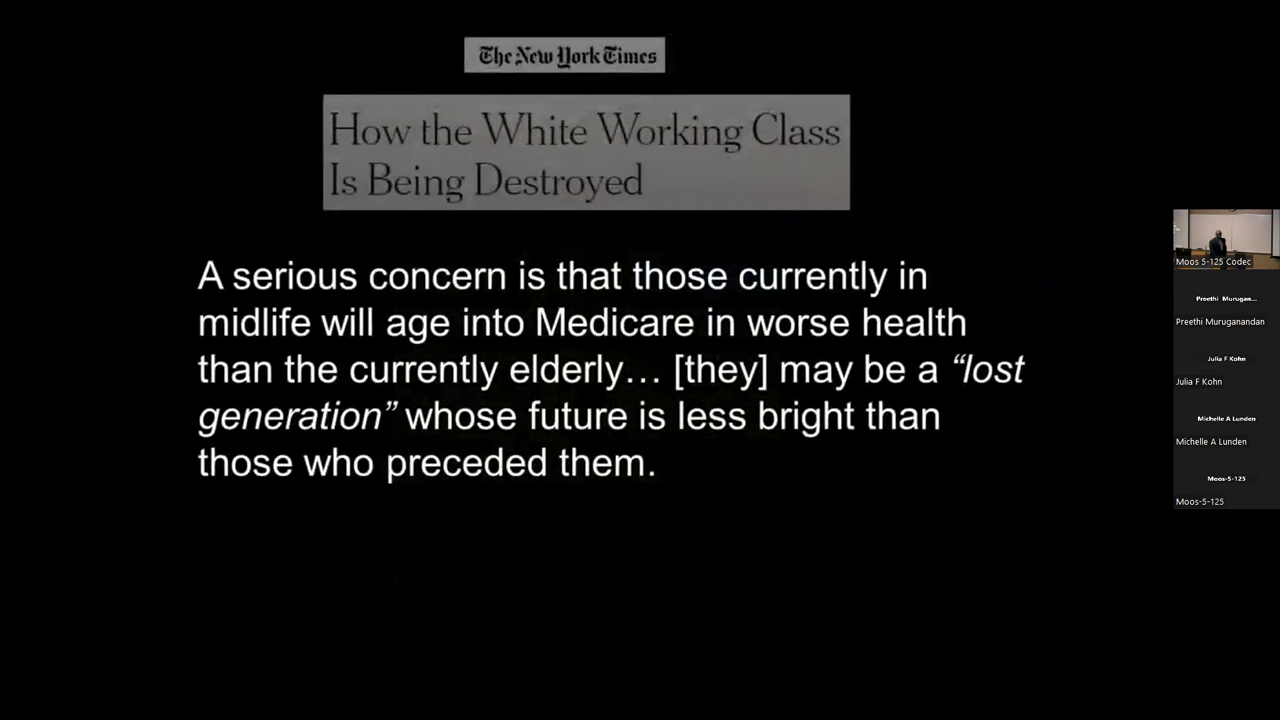 The New York Times
How the White Working Class
Is Being Destroyed
A serious concern is that those currently in
midlife will age into Medicare in worse health
than the currently elderly… [they] may be a “lost
generation” whose future is less bright than
those who preceded them.
Moos 5-125 Codec
Preethi Murugan...
Preethi Muruganandan
Julia F Kohn
Julia F Kohn
Michelle A Lunden
Michelle A Lunden
Moos-5-125
Moos-5-125